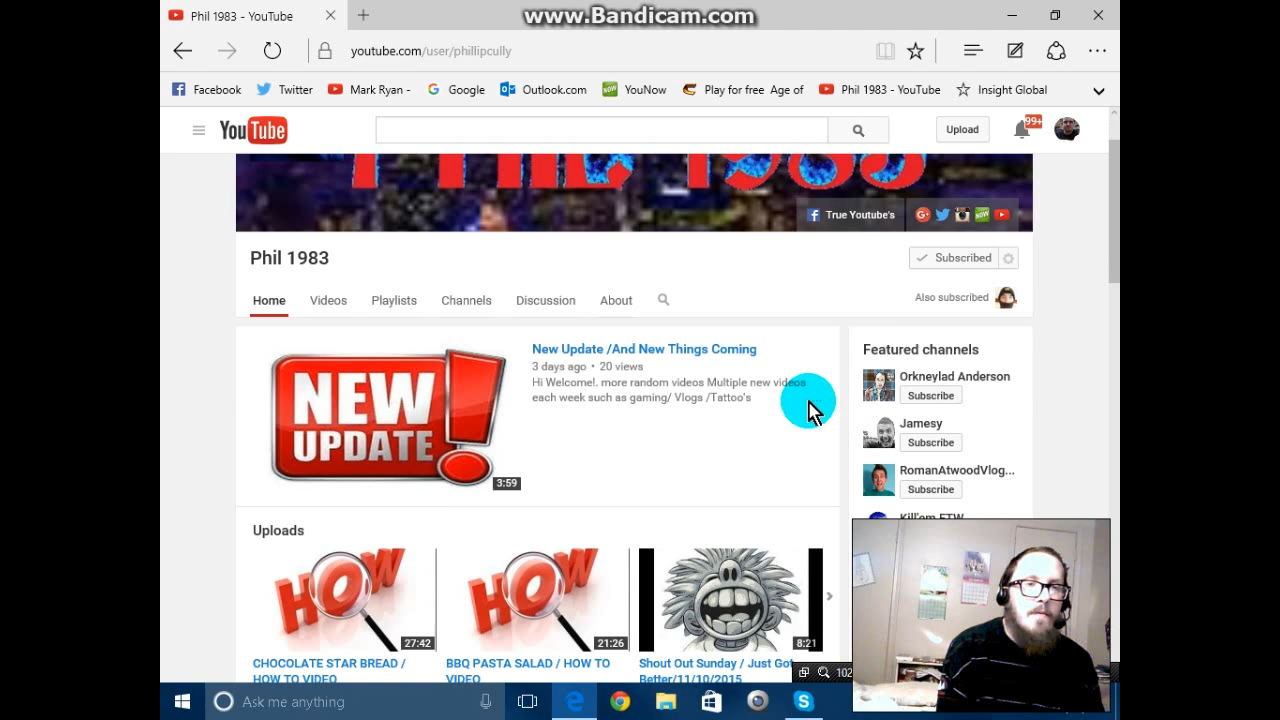 www.Bandicam.com
Phil 1983 - YouTube
youtube.com/user/phillipcully
Facebook
Twitter
Mark Ryan -
Google
Outlook.com
YouNow
Play for free Age of
Phil 1983 - YouTube
Insight Global
YouTube
Upload
99+
PHIL 1983
True Youtube's
Phil 1983
Subscribed
Home
Videos
Playlists
Channels
Discussion
About
Also subscribed
NEW
UPDATE!
3:59
New Update /And New Things Coming
3 days ago • 20 views
Hi Welcome!. more random videos Multiple new videos
each week such as gaming/ Vlogs /Tattoo's
Featured channels
Orkneylad Anderson
Subscribe
Jamesy
Subscribe
RomanAtwoodVlog...
Subscribe
Kill'em FTW
Uploads
HOW
27:42
CHOCOLATE STAR BREAD /
HOW TO VIDEO
HOW
21:26
BBQ PASTA SALAD / HOW TO
VIDEO
8:21
Shout Out Sunday / Just Got
Better/11/10/2015
102
Ask me anything